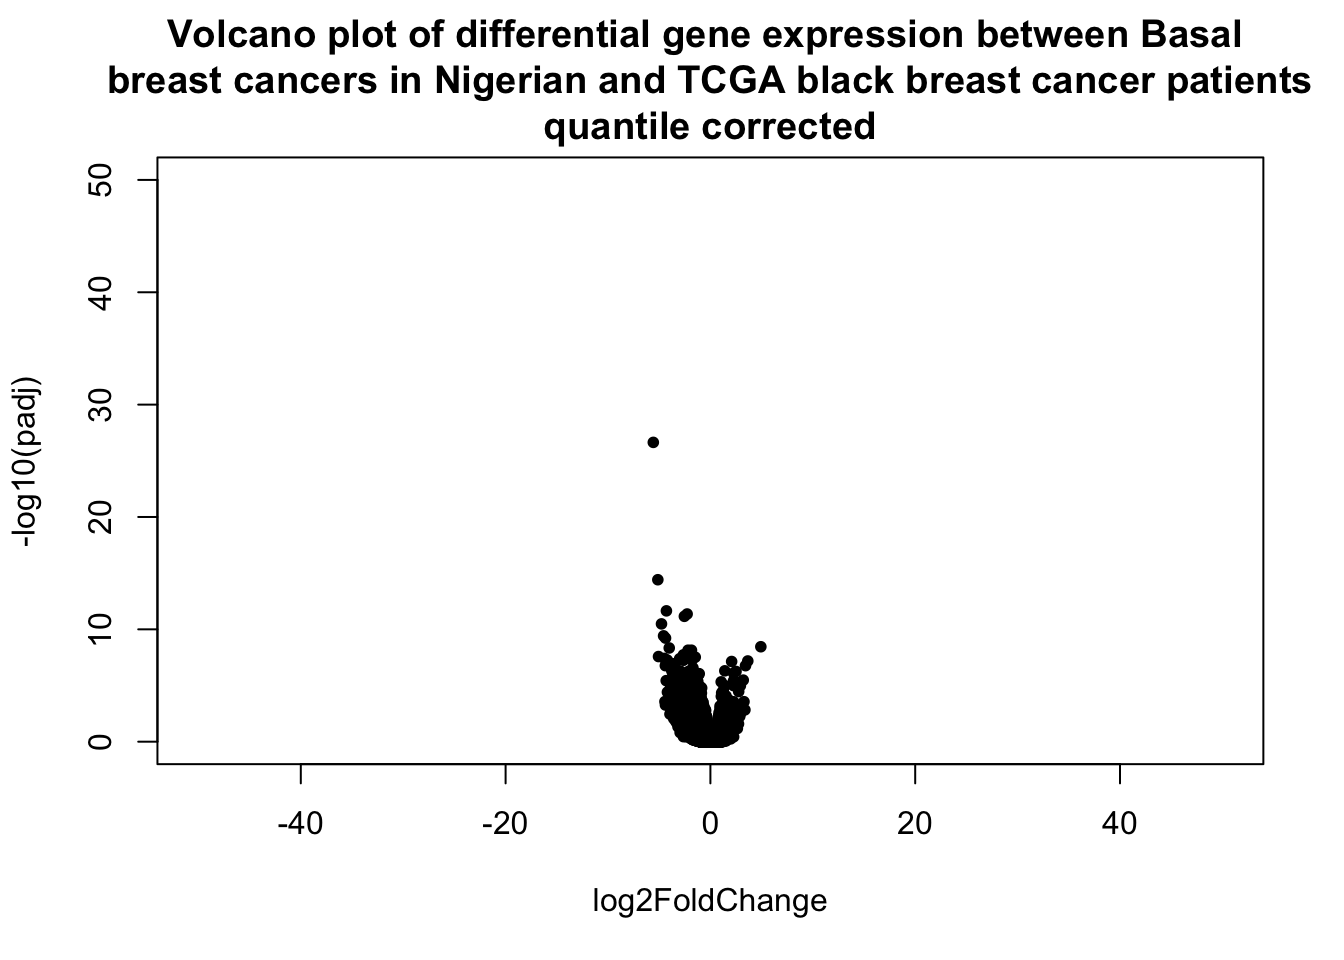 Volcano plot of differential gene expression between Basal
breast cancers in Nigerian and TCGA black breast cancer patients
quantile corrected
50
40
30
20
10
0
-log10(padj)
-40
-20
0
20
40
log2FoldChange